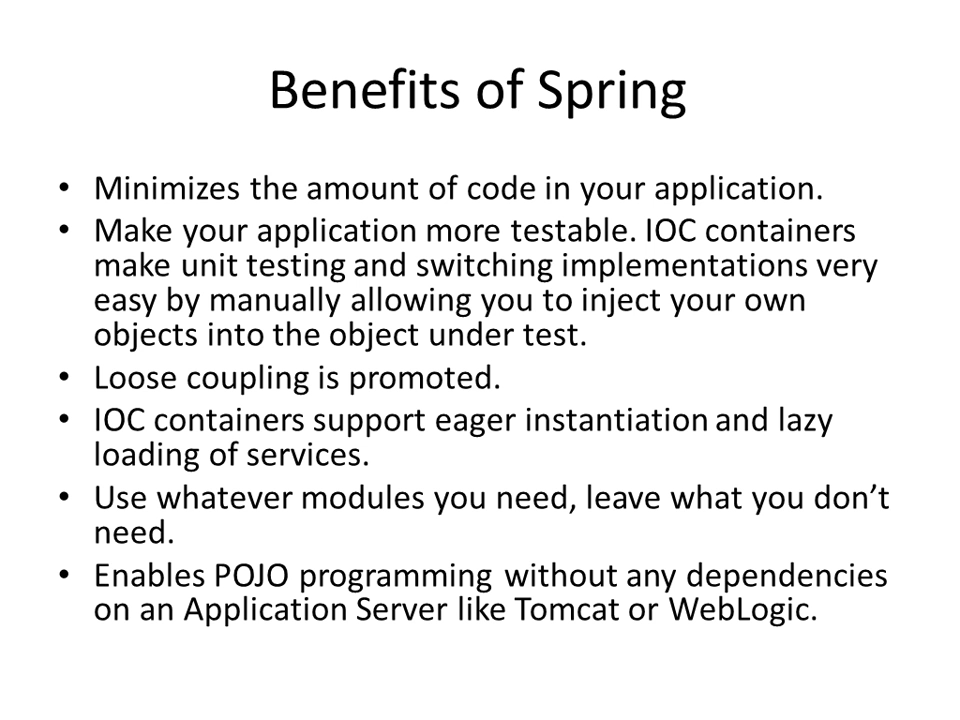 Benefits of Spring
• Minimizes the amount of code in your application.
• Make your application more testable. IOC containers
make unit testing and switching implementations very
easy by manually allowing you to inject your own
objects into the object under test.
• Loose coupling is promoted.
• IOC containers support eager instantiation and lazy
loading of services.
• Use whatever modules you need, leave what you don’t
need.
• Enables POJO programming without any dependencies
on an Application Server like Tomcat or WebLogic.